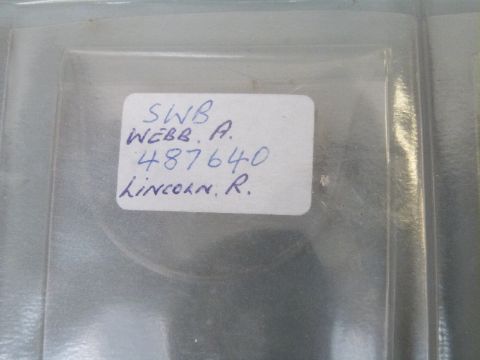 SWB
WEBB. A.
487640
LINCOLN. R.